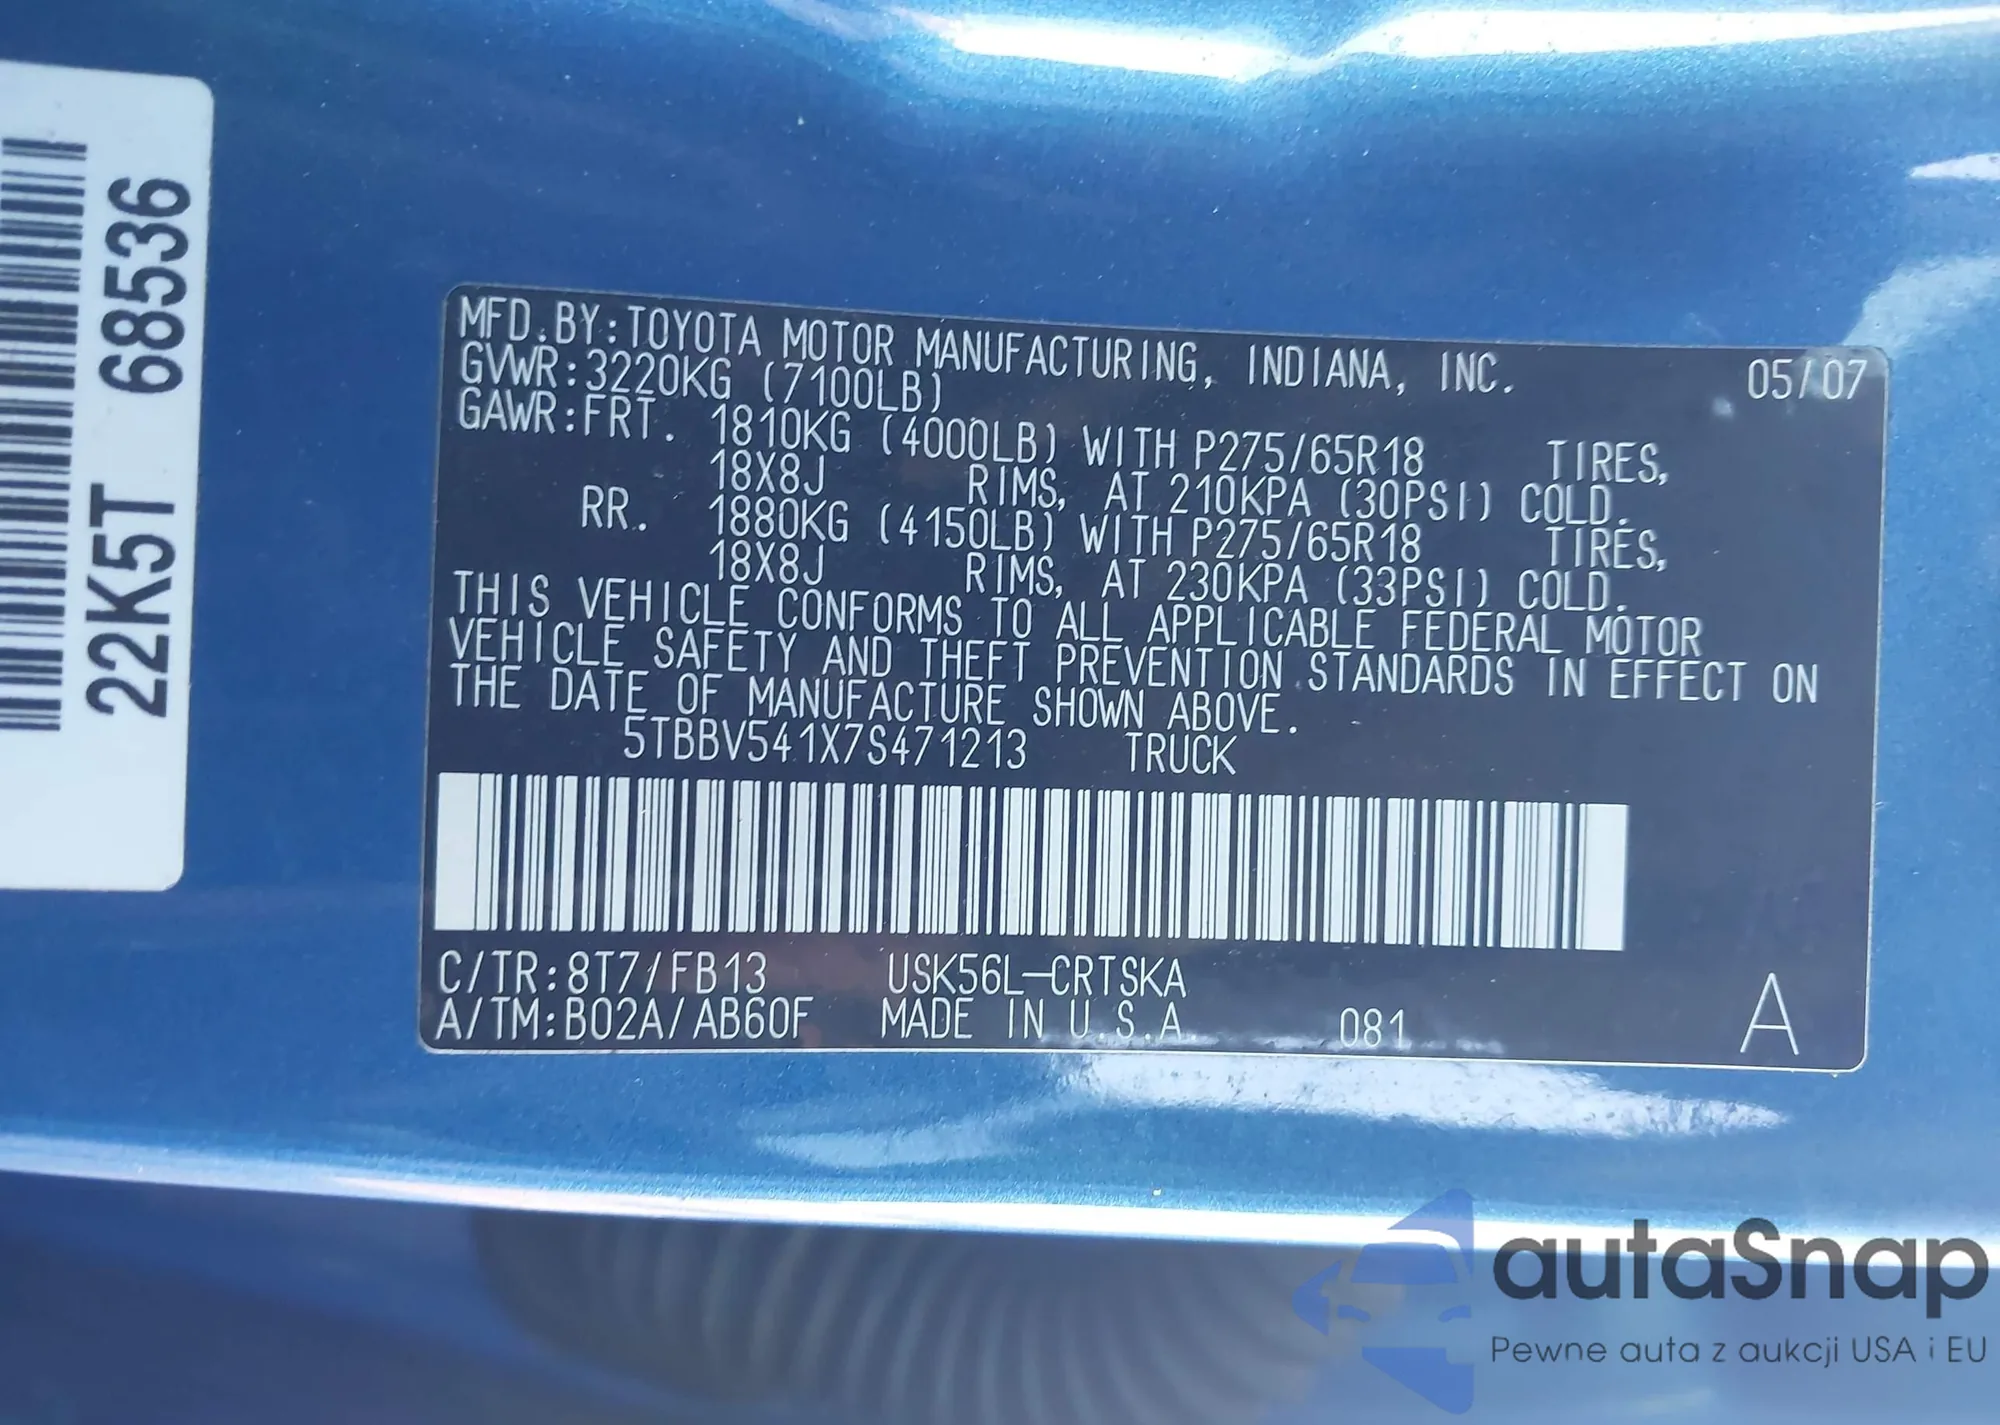 22K5T 68536
MFD.BY:TOYOTA MOTOR MANUFACTURING, INDIANA, INC. 05/07
GVWR:3220KG (7100LB)
GAWR:FRT. 1810KG (4000LB) WITH P275/65R18 TIRES,
18X8J RIMS, AT 210KPA (30PSI) COLD.
RR. 1880KG (4150LB) WITH P275/65R18 TIRES,
18X8J RIMS, AT 230KPA (33PSI) COLD.
THIS VEHICLE CONFORMS TO ALL APPLICABLE FEDERAL MOTOR
VEHICLE SAFETY AND THEFT PREVENTION STANDARDS IN EFFECT ON
THE DATE OF MANUFACTURE SHOWN ABOVE.
5TBBV541X7S471213 TRUCK
C/TR:8T7/FB13 USK56L-CRTSKA
A/TM:B02A/AB60F MADE IN U.S.A. 081 A
autaSnap
Pewne auta z aukcji USA i EU